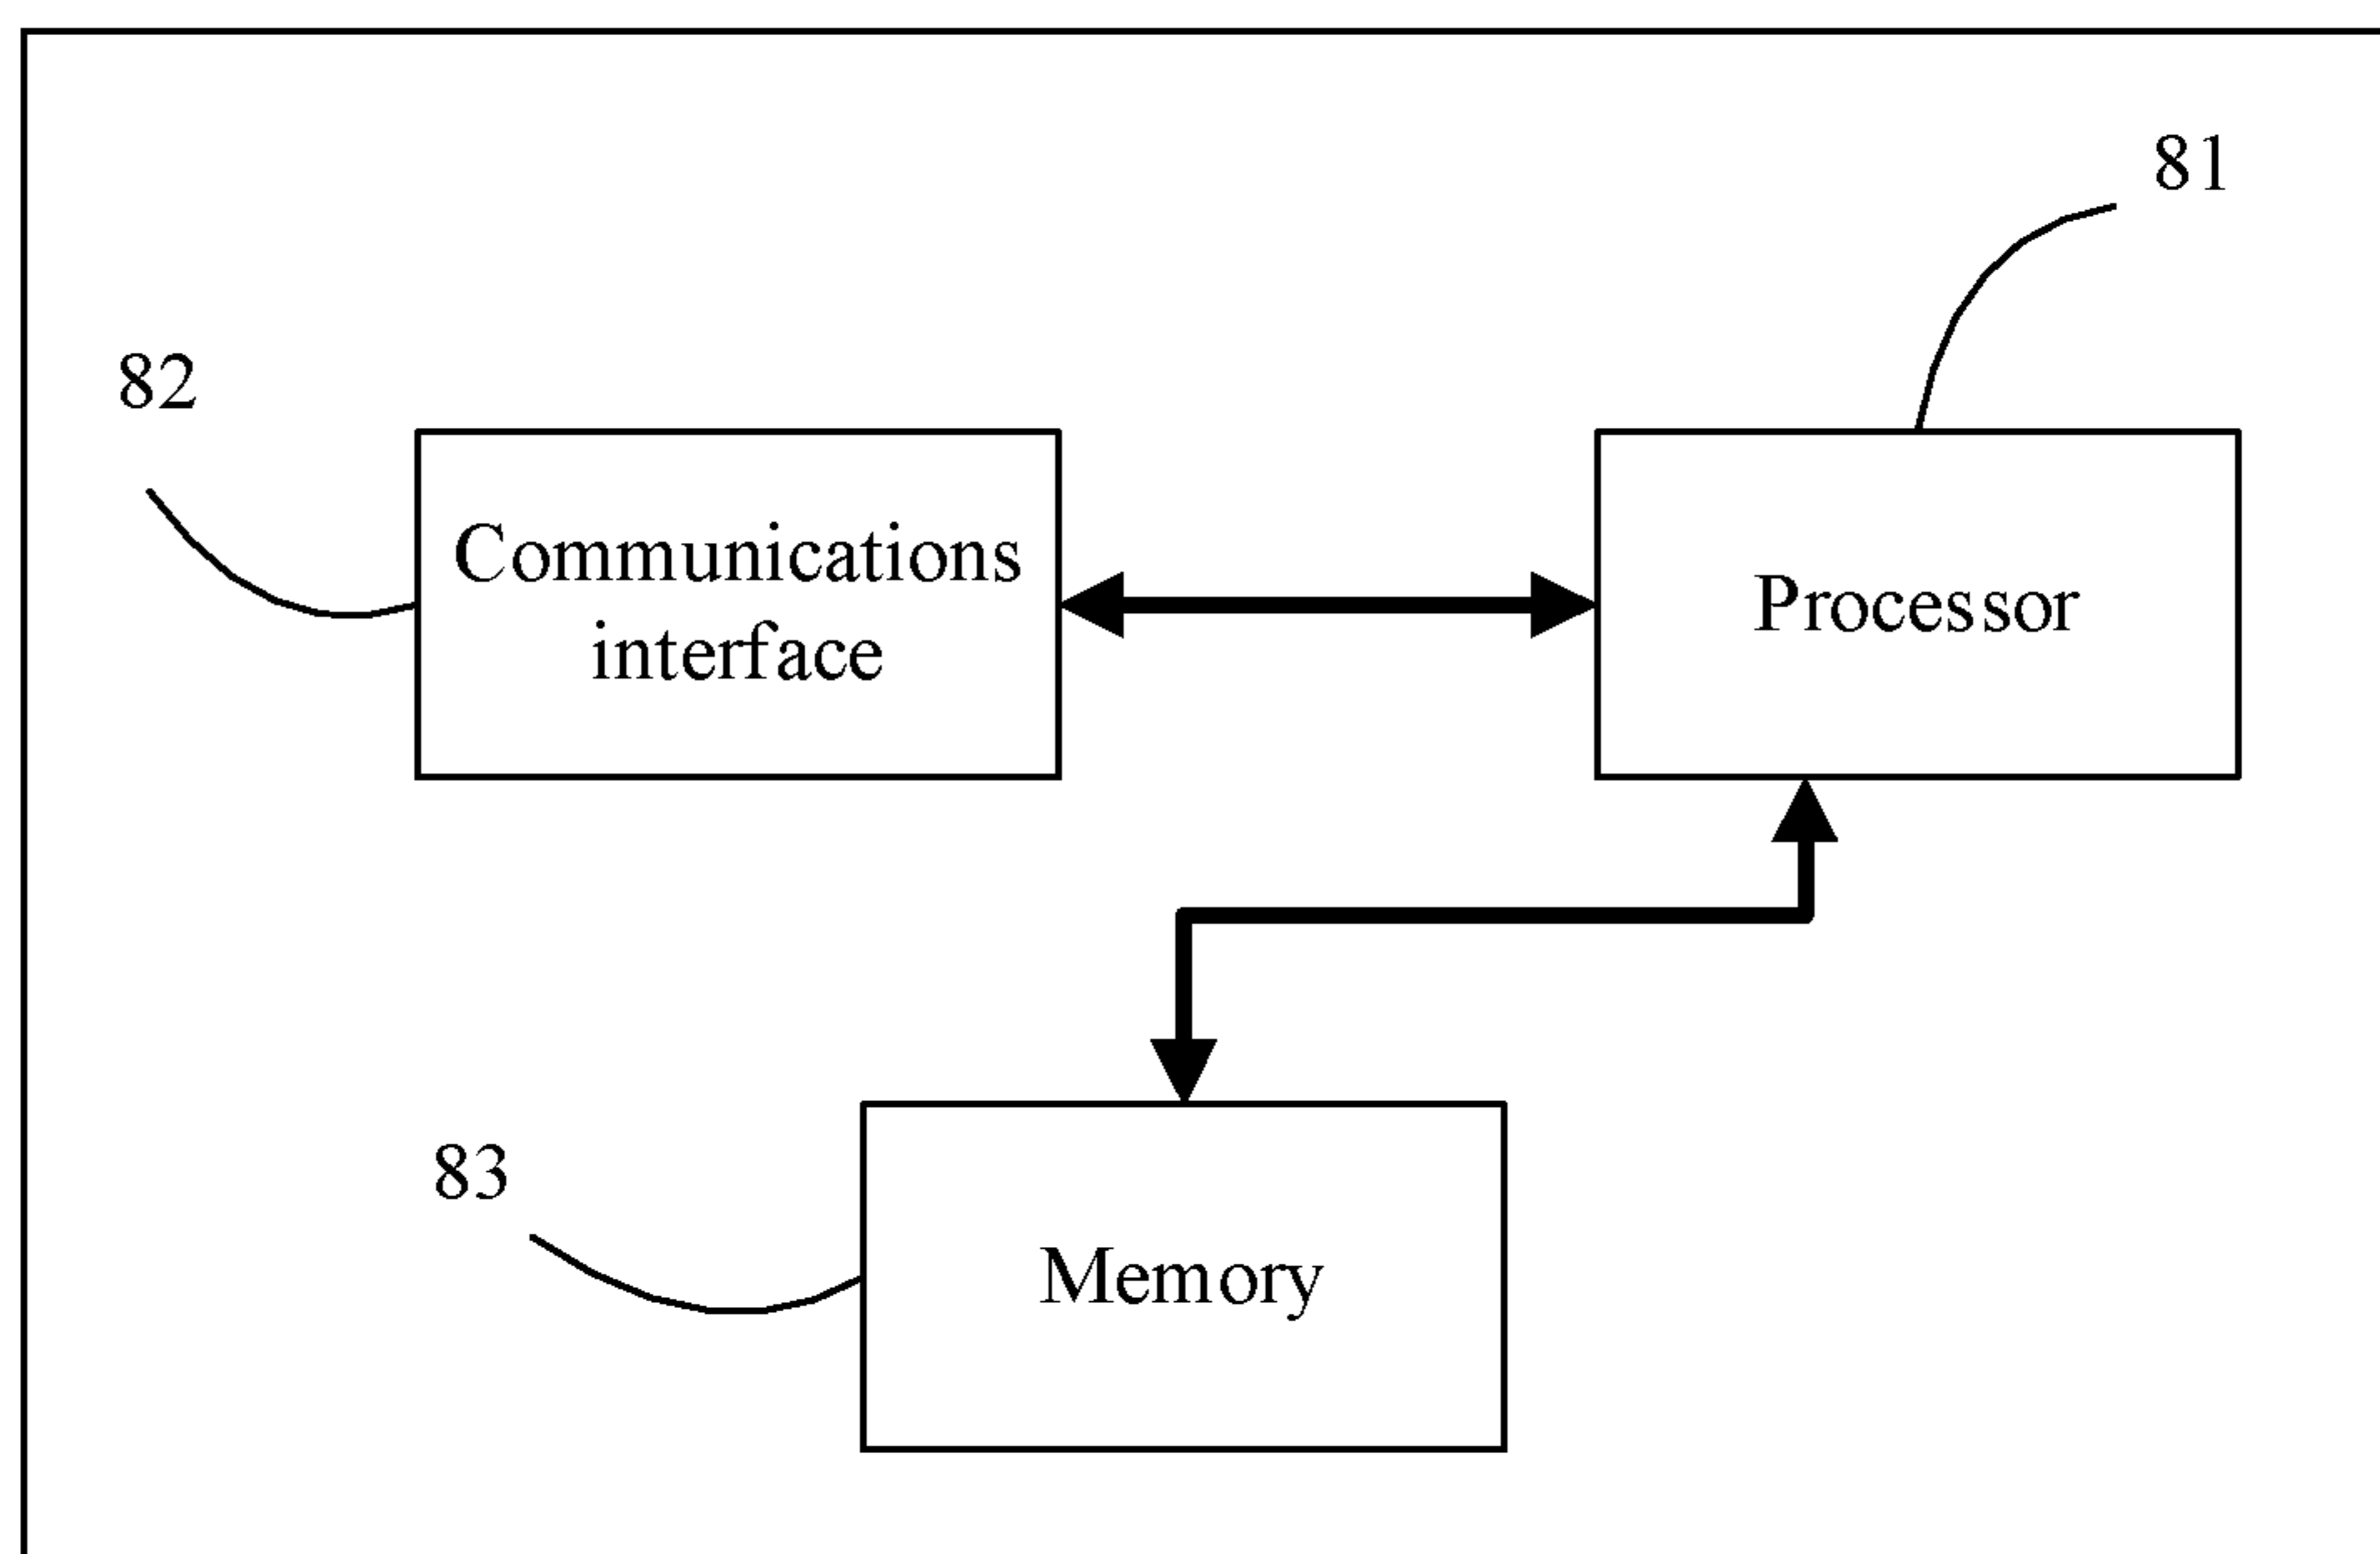 81
82
Communications
interface
Processor
83
Memory